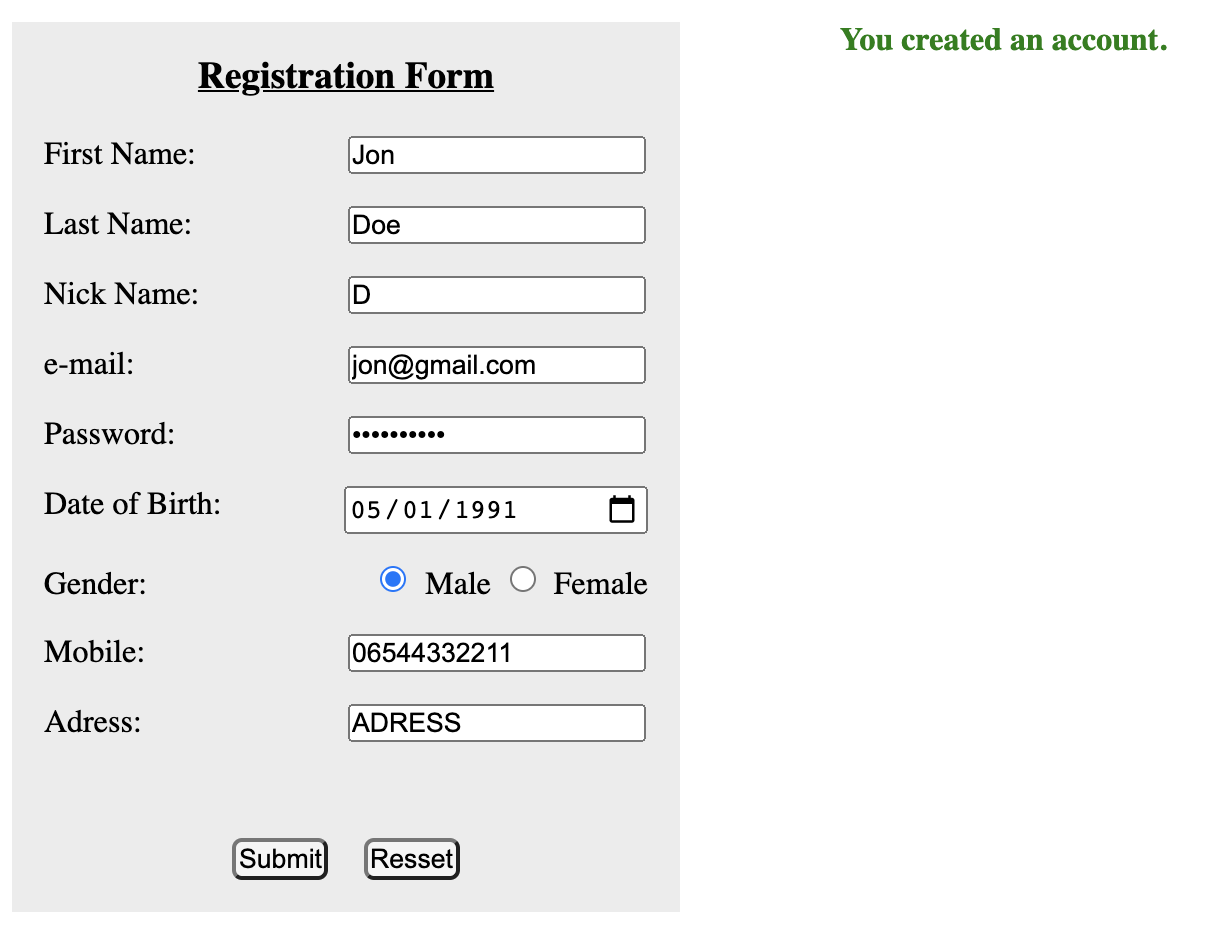 Registration Form
You created an account.
First Name: Jon
Last Name: Doe
Nick Name: D
e-mail: jon@gmail.com
Password: ••••••••••
Date of Birth: 05/01/1991
Gender: Male Female
Mobile: 06544332211
Adress: ADRESS
Submit Resset